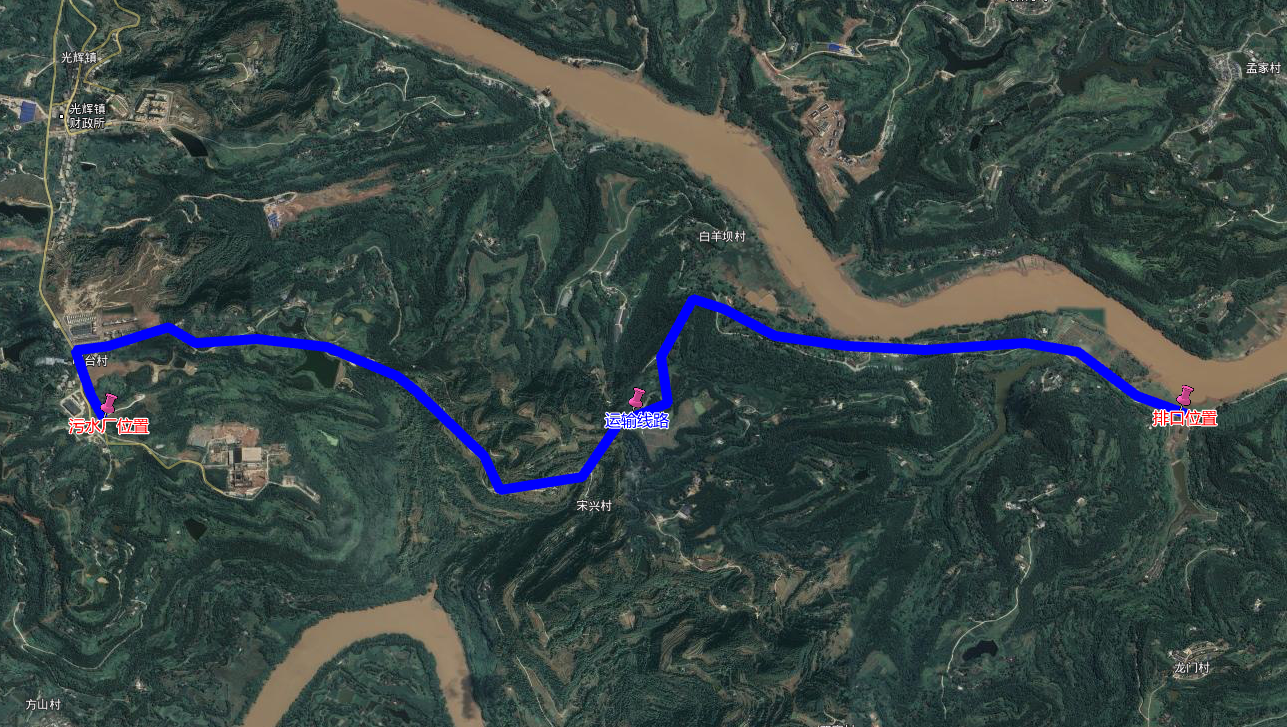 光辉镇
孟家村
光辉镇
财政所
白羊坝村
台村
污水厂位置
运输线路
排口位置
宋兴村
龙门村
方山村